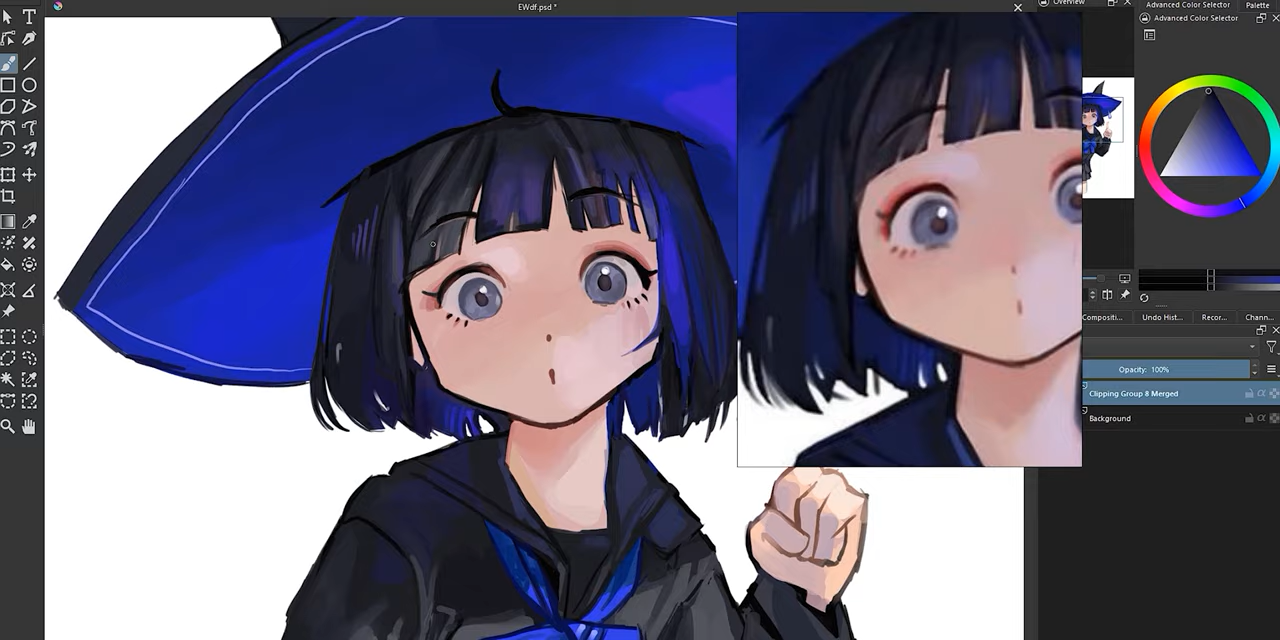 EWdf.psd *
Overview
Advanced Color Selector
Palette
Advanced Color Selector
Compositi...
Undo Hist...
Recor...
Chann...
Opacity: 100%
Clipping Group 8 Merged
Background